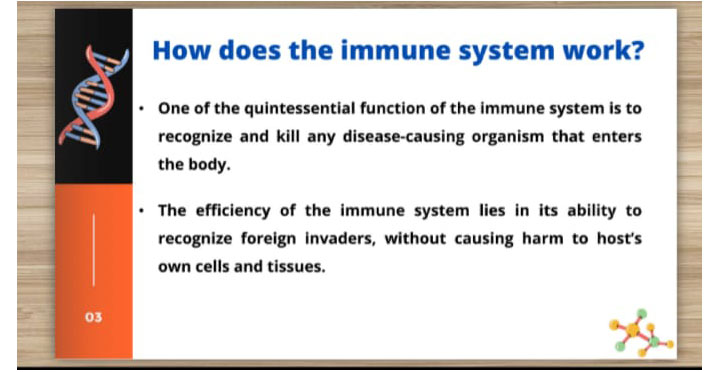 How does the immune system work?
• One of the quintessential function of the immune system is to
recognize and kill any disease-causing organism that enters
the body.
• The efficiency of the immune system lies in its ability to
recognize foreign invaders, without causing harm to host's
own cells and tissues.
03